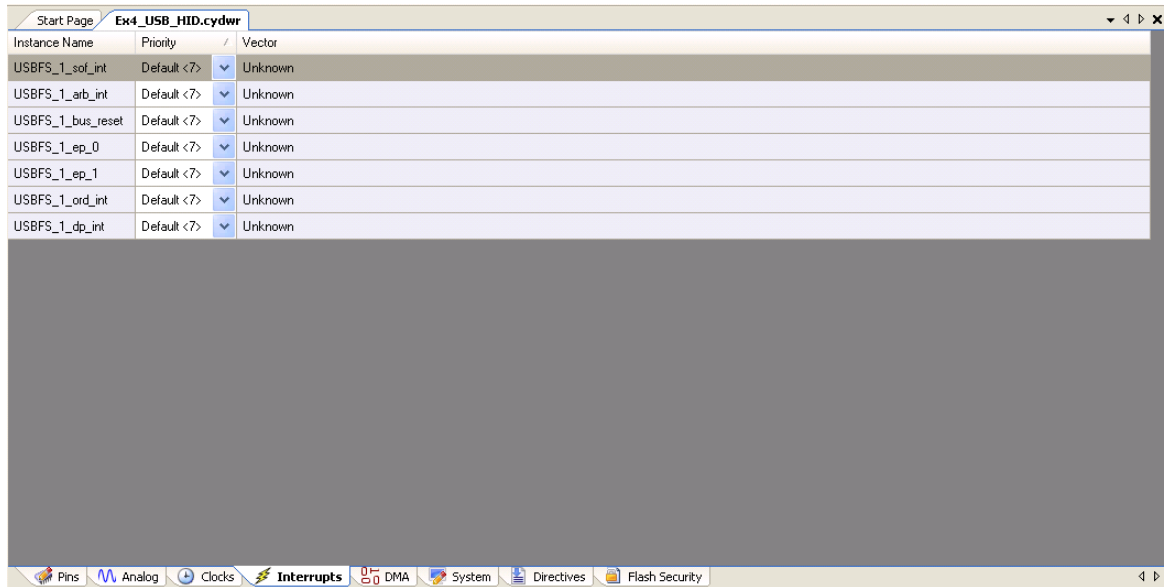 Start Page Ex4_USB_HID.cydwr
Instance Name Priority / Vector
USBFS_1_sof_int Default <7> Unknown
USBFS_1_arb_int Default <7> Unknown
USBFS_1_bus_reset Default <7> Unknown
USBFS_1_ep_0 Default <7> Unknown
USBFS_1_ep_1 Default <7> Unknown
USBFS_1_ord_int Default <7> Unknown
USBFS_1_dp_int Default <7> Unknown
Pins Analog Clocks Interrupts DMA System Directives Flash Security